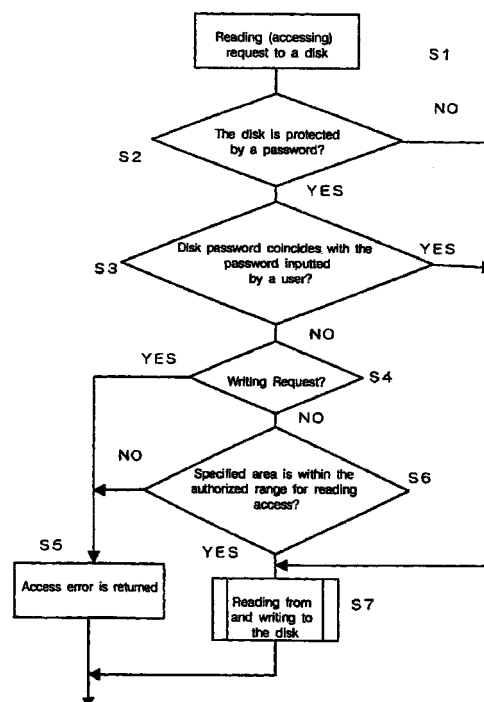 Reading (accessing)
request to a disk
S1
NO
The disk is protected
by a password?
S2
YES
Disk password coincides with the
password inputted
by a user?
YES
S3
NO
YES
Writing Request?
S4
NO
NO
Specified area is within the
authorized range for reading
access?
S6
S5
YES
Access error is returned
Reading from
and writing to
the disk
S7